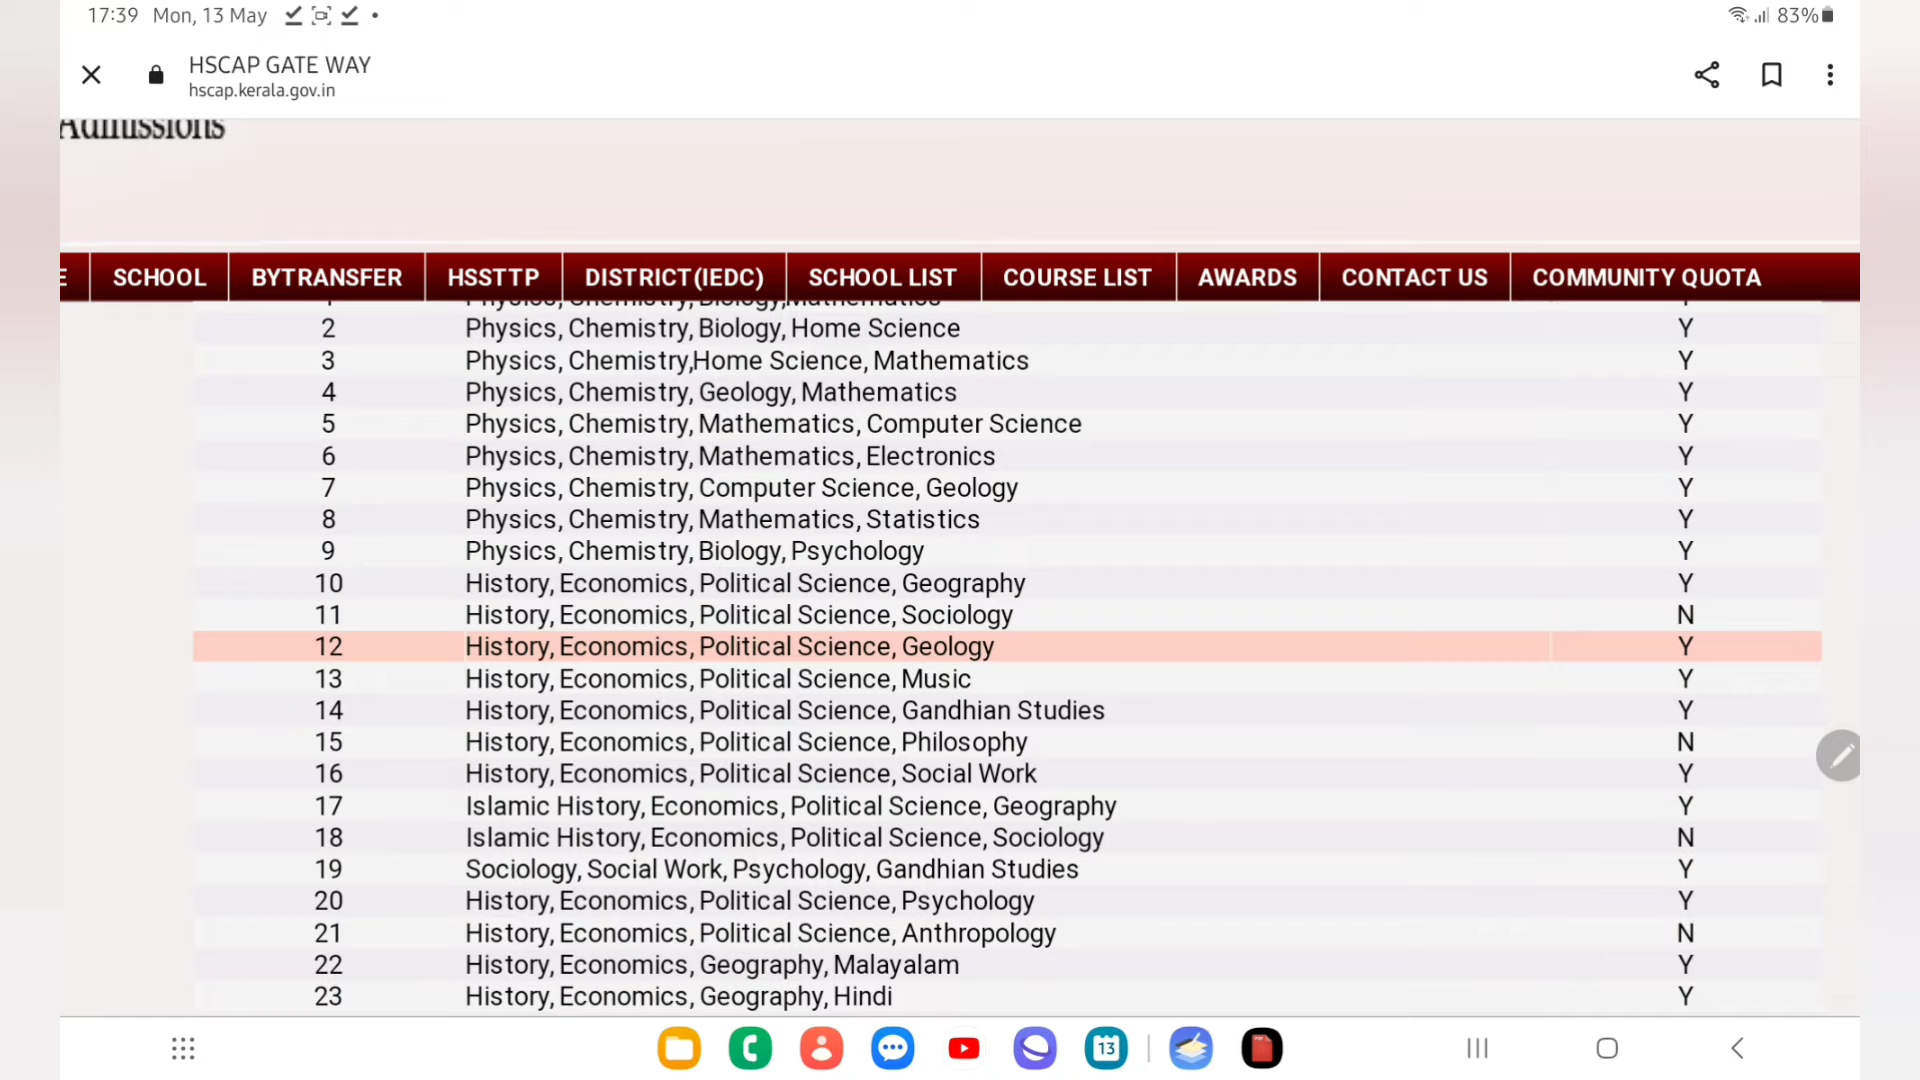 17:39 Mon, 13 May 83%
HSCAP GATE WAY
hscap.kerala.gov.in
Admissions
E SCHOOL BYTRANSFER HSSTTP DISTRICT(IEDC) SCHOOL LIST COURSE LIST AWARDS CONTACT US COMMUNITY QUOTA
1 Physics, Chemistry, Biology,Mathematics Y
2 Physics, Chemistry, Biology, Home Science Y
3 Physics, Chemistry,Home Science, Mathematics Y
4 Physics, Chemistry, Geology, Mathematics Y
5 Physics, Chemistry, Mathematics, Computer Science Y
6 Physics, Chemistry, Mathematics, Electronics Y
7 Physics, Chemistry, Computer Science, Geology Y
8 Physics, Chemistry, Mathematics, Statistics Y
9 Physics, Chemistry, Biology, Psychology Y
10 History, Economics, Political Science, Geography Y
11 History, Economics, Political Science, Sociology N
12 History, Economics, Political Science, Geology Y
13 History, Economics, Political Science, Music Y
14 History, Economics, Political Science, Gandhian Studies Y
15 History, Economics, Political Science, Philosophy N
16 History, Economics, Political Science, Social Work Y
17 Islamic History, Economics, Political Science, Geography Y
18 Islamic History, Economics, Political Science, Sociology N
19 Sociology, Social Work, Psychology, Gandhian Studies Y
20 History, Economics, Political Science, Psychology Y
21 History, Economics, Political Science, Anthropology N
22 History, Economics, Geography, Malayalam Y
23 History, Economics, Geography, Hindi Y
13